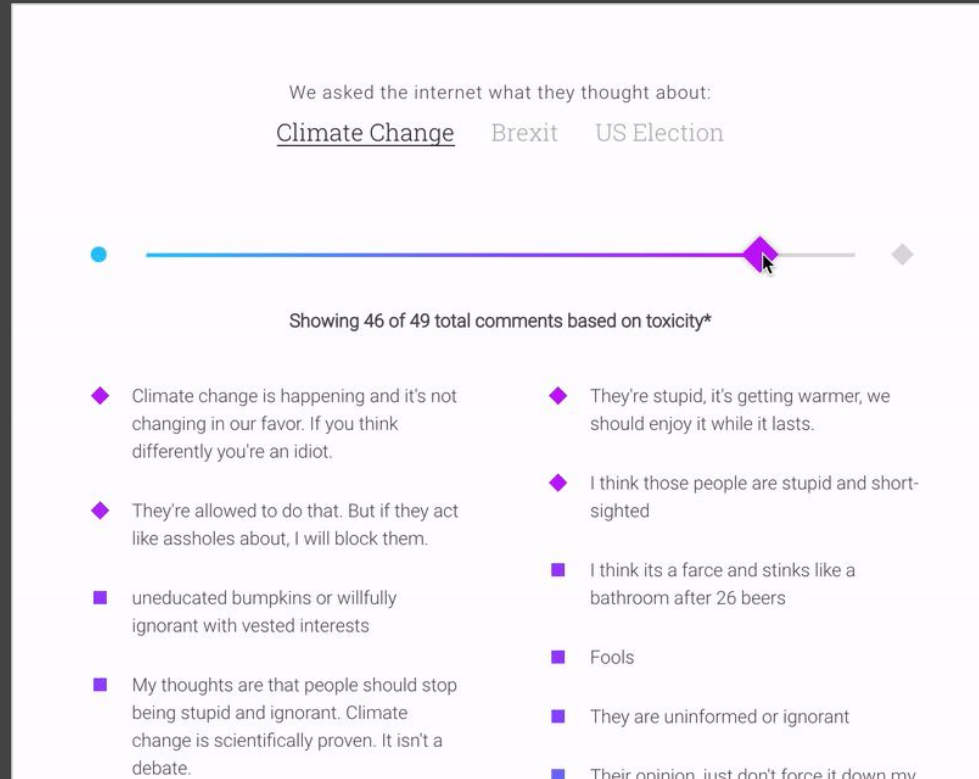 We asked the internet what they thought about:
Climate Change Brexit US Election
Showing 46 of 49 total comments based on toxicity*
Climate change is happening and it's not
changing in our favor. If you think
differently you're an idiot.
They're allowed to do that. But if they act
like assholes about, I will block them.
uneducated bumpkins or willfully
ignorant with vested interests
My thoughts are that people should stop
being stupid and ignorant. Climate
change is scientifically proven. It isn't a
debate.
They're stupid, it's getting warmer, we
should enjoy it while it lasts.
I think those people are stupid and short-
sighted
I think its a farce and stinks like a
bathroom after 26 beers
Fools
They are uninformed or ignorant
Their opinion, just don't force it down my